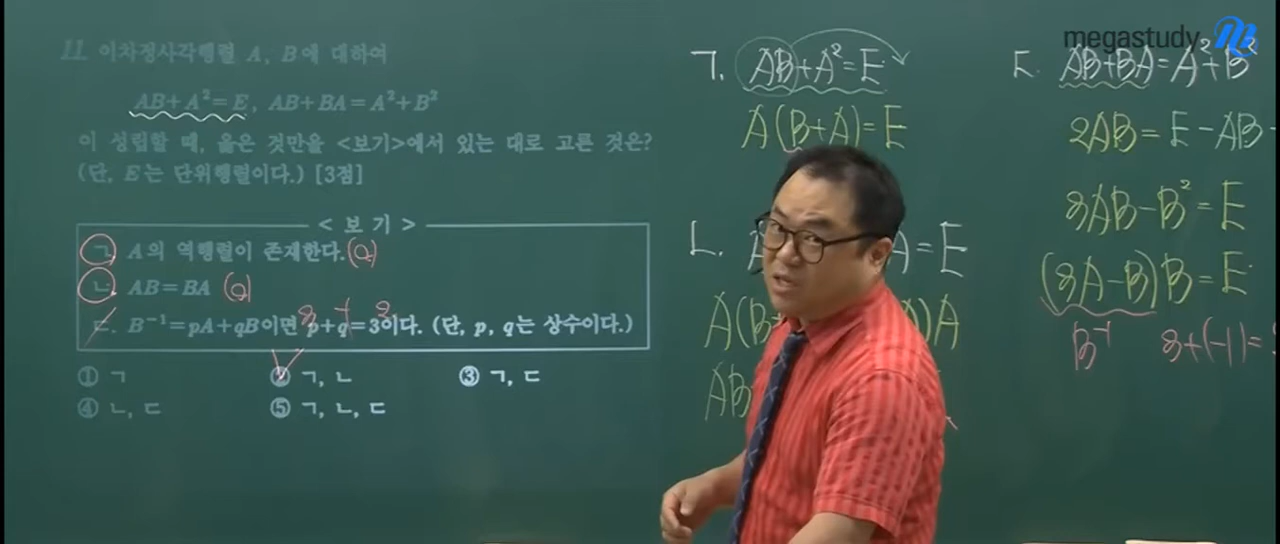 megastudy
11 이차정사각행렬 A, B에 대하여
AB+A²=E, AB+BA=A²+B²
이 성립할 때, 옳은 것만을 <보기>에서 있는 대로 고른 것은?
(단, E는 단위행렬이다.) [3점]
< 보 기 >
ㄱ. A의 역행렬이 존재한다. (O)
ㄴ. AB=BA (O)
3 -1 3
ㄷ. B⁻¹=pA+qB이면 p+q=3이다. (단, p, q는 상수이다.)
① ㄱ
② ㄱ, ㄴ
③ ㄱ, ㄷ
④ ㄴ, ㄷ
⑤ ㄱ, ㄴ, ㄷ
ㄱ. AB+A²=E
A(B+A)=E
ㄴ. A
A=E
A(B
)A
AB
ㄷ. AB+BA=A²+B²
2AB=E-AB-
3AB-B²=E
(3A-B)B=E
B⁻¹ 3+(-1)=